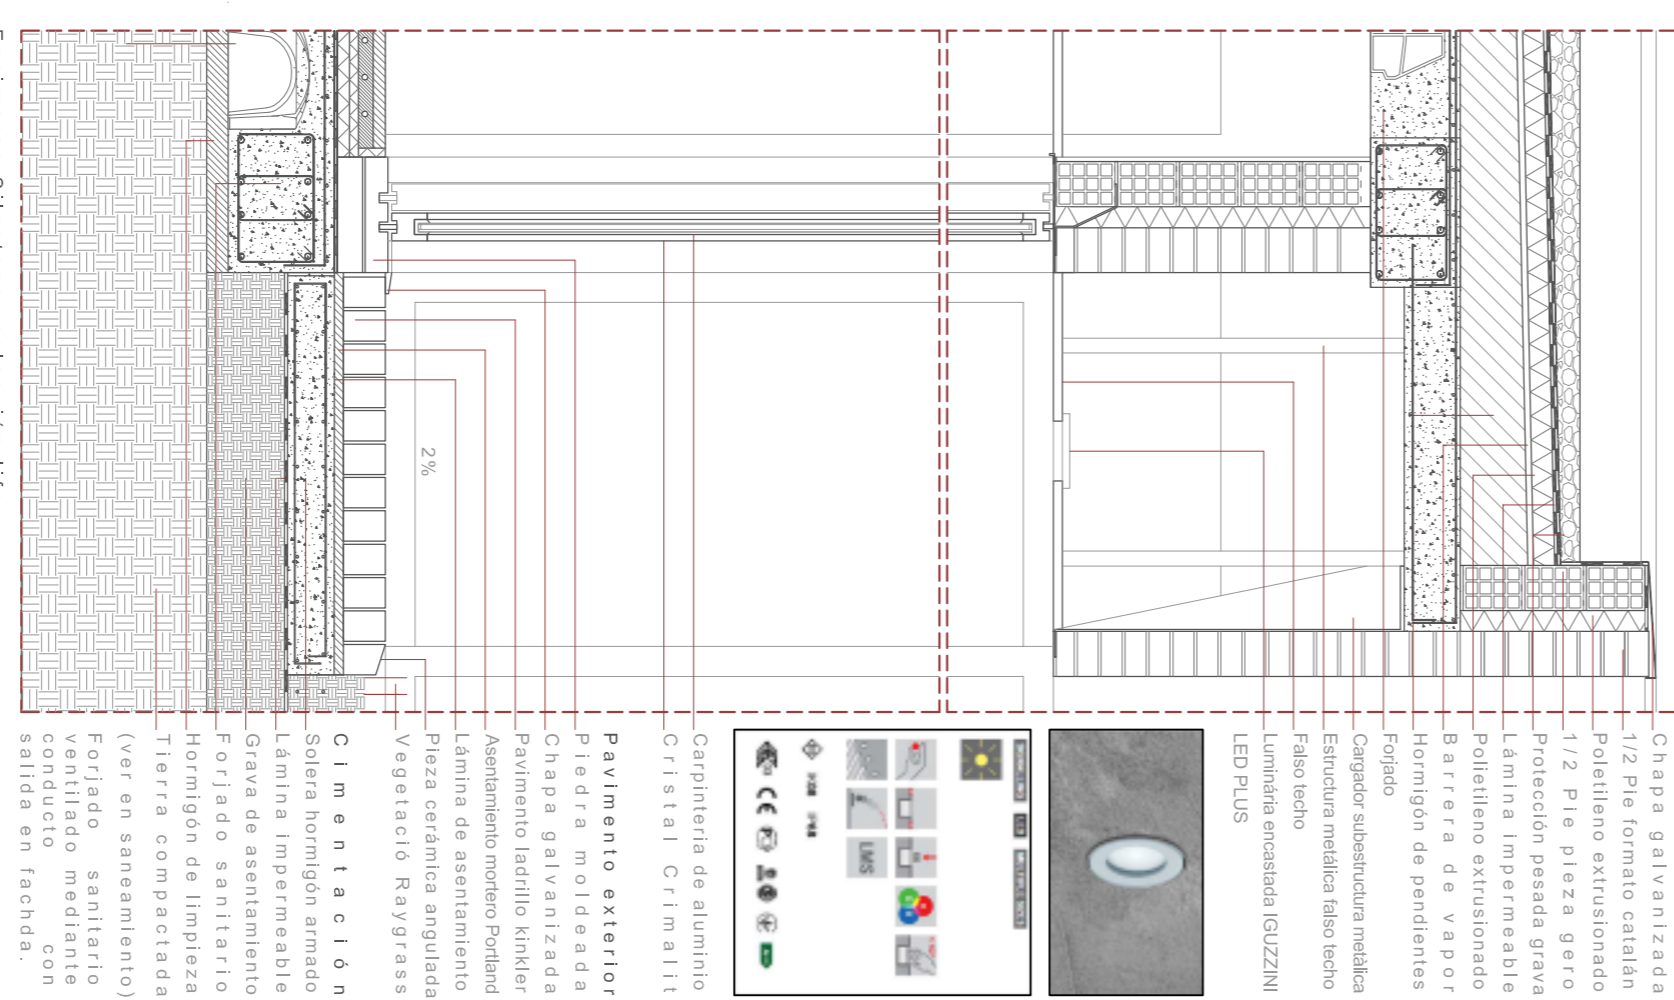 Chapa galvanizada
1/2 Pie formato catalán
Poletileno extrusionado
1/2 Pie pieza gero
Protección pesada grava
Lámina impermeable
Polietileno extrusionado
Barrera de vapor
Hormigón de pendientes
Forjado
Cargador subestructura metálica
Estructura metálica falso techo
Falso techo
Luminária encastada IGUZZINI
LED PLUS
LMS
CE
Carpinteria de aluminio
Cristal Crimalit
Pavimento exterior
Piedra moldeada
Chapa galvanizada
Pavimento ladrillo kinkler
Asentamiento mortero Portland
Lámina de asentamiento
Pieza cerámica angulada
Vegetació Raygrass
2%
Cimentación
Solera hormigón armado
Lámina impermeable
Grava de asentamiento
Forjado sanitario
Hormigón de limpieza
Tierra compactada
(ver en saneamiento)
Forjado sanitario
ventilado mediante
conducto con
salida en fachda.